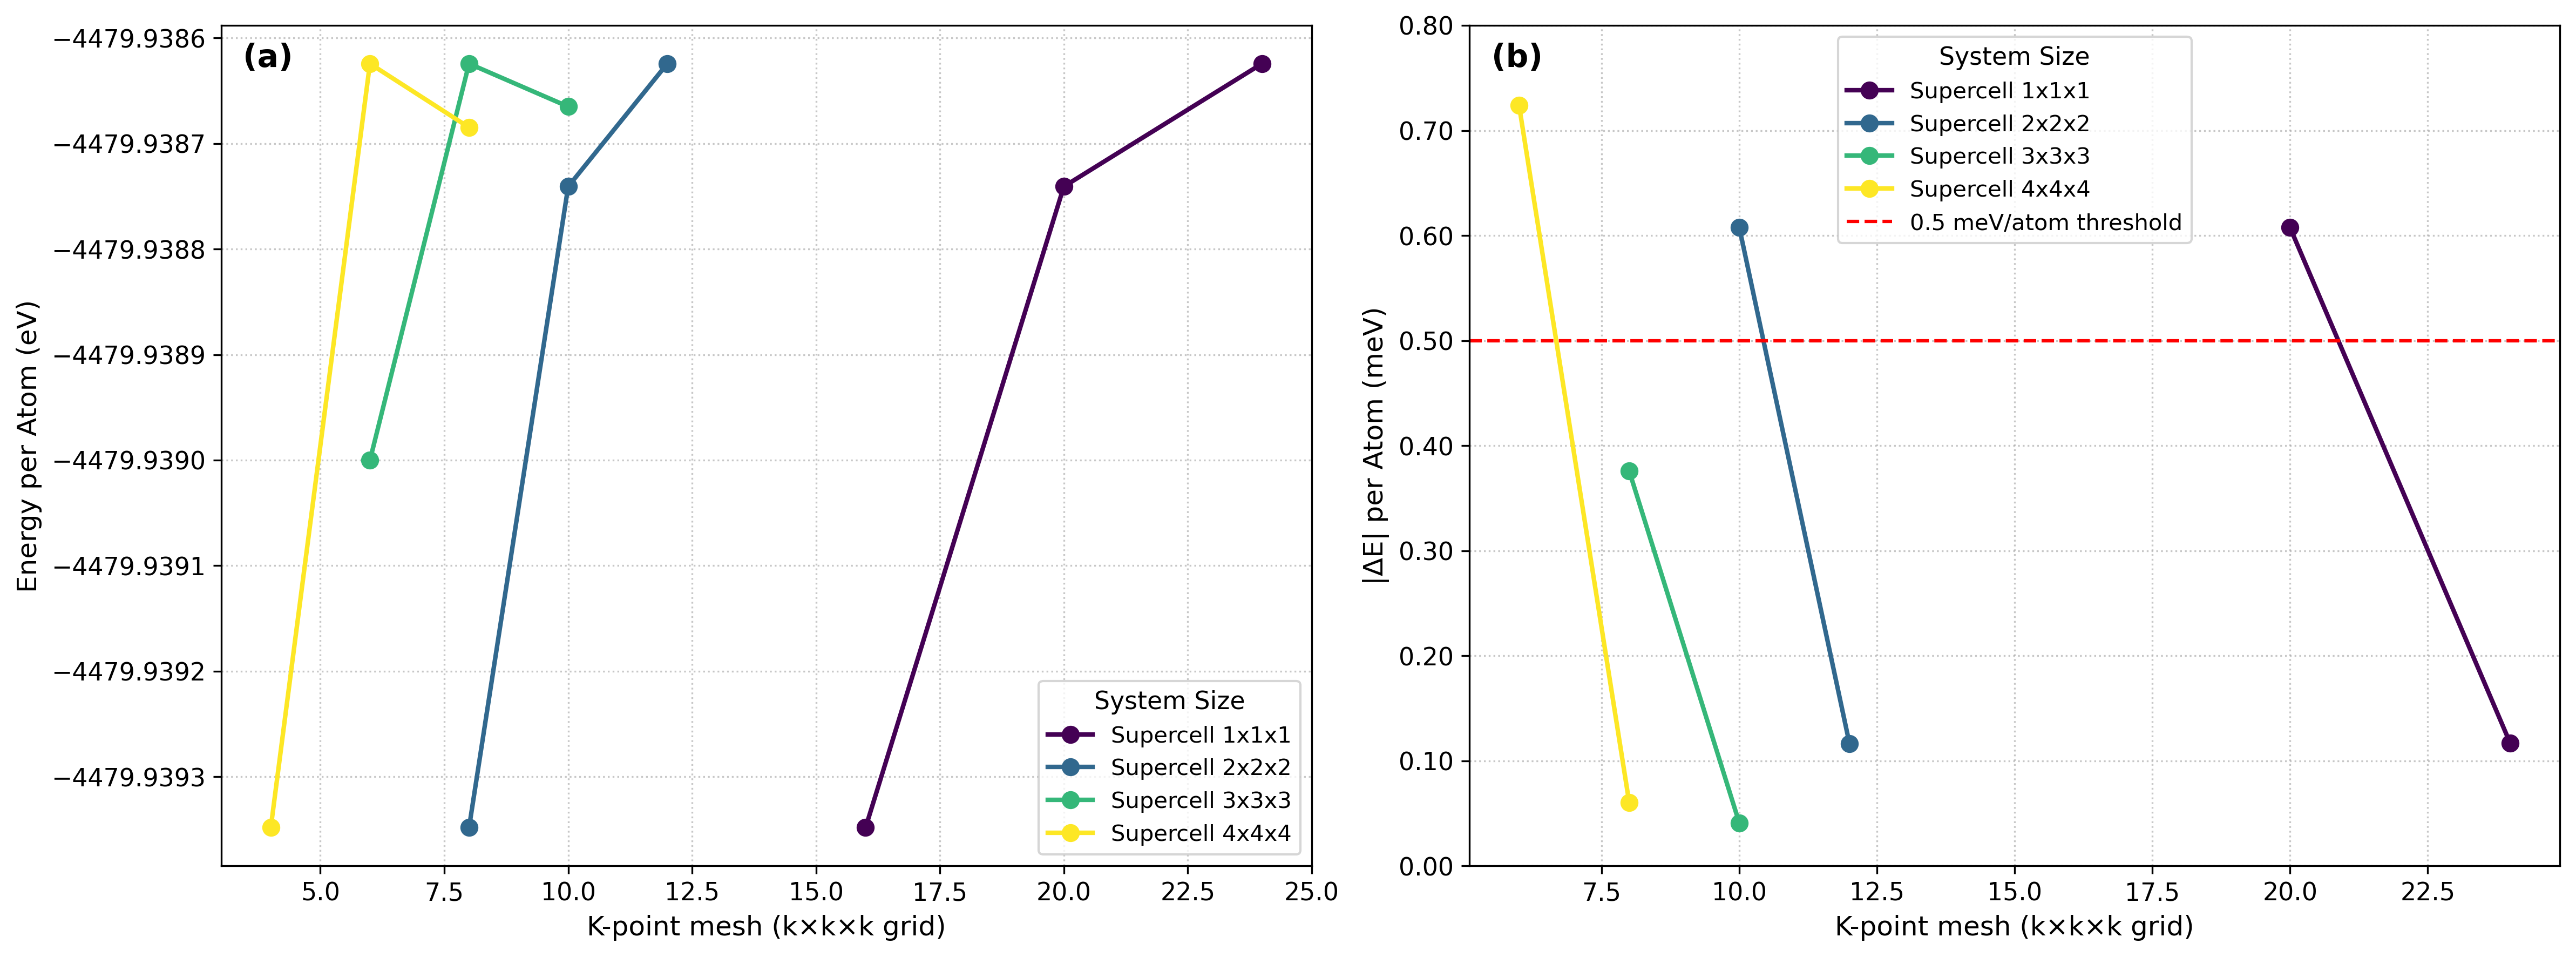 (a)
−4479.9386
−4479.9387
−4479.9388
−4479.9389
−4479.9390
−4479.9391
−4479.9392
−4479.9393
Energy per Atom (eV)
5.0 7.5 10.0 12.5 15.0 17.5 20.0 22.5 25.0
K-point mesh (k×k×k grid)
System Size
Supercell 1x1x1
Supercell 2x2x2
Supercell 3x3x3
Supercell 4x4x4
(b)
0.80
0.70
0.60
0.50
0.40
0.30
0.20
0.10
0.00
|ΔE| per Atom (meV)
7.5 10.0 12.5 15.0 17.5 20.0 22.5
K-point mesh (k×k×k grid)
System Size
Supercell 1x1x1
Supercell 2x2x2
Supercell 3x3x3
Supercell 4x4x4
0.5 meV/atom threshold